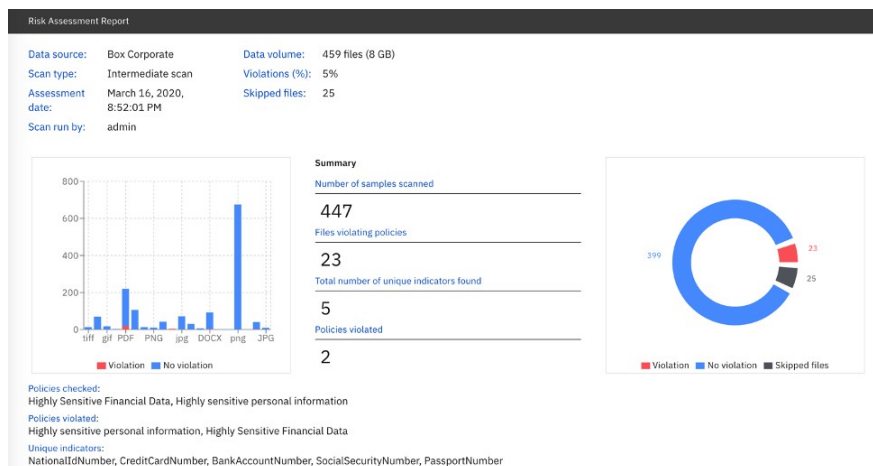 Risk Assessment Report
Data source: Box Corporate
Data volume: 459 files (8 GB)
Scan type: Intermediate scan
Violations (%): 5%
Assessment date: March 16, 2020, 8:52:01 PM
Skipped files: 25
Scan run by: admin
800
600
400
200
0
tiff gif PDF PNG jpg DOCX png JPG
Violation No violation
Summary
Number of samples scanned
447
Files violating policies
23
Total number of unique indicators found
5
Policies violated
2
399
23
25
Violation No violation Skipped files
Policies checked:
Highly Sensitive Financial Data, Highly sensitive personal information
Policies violated:
Highly sensitive personal information, Highly Sensitive Financial Data
Unique indicators:
NationalIdNumber, CreditCardNumber, BankAccountNumber, SocialSecurityNumber, PassportNumber